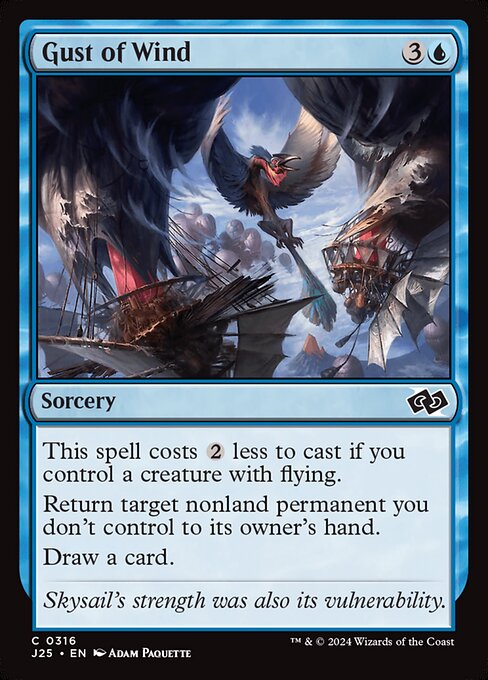 Gust of Wind 3
Sorcery
This spell costs 2 less to cast if you
control a creature with flying.
Return target nonland permanent you
don't control to its owner's hand.
Draw a card.
Skysail's strength was also its vulnerability.
C 0316 ™ & © 2024 Wizards of the Coast
J25 • EN Adam Paquette